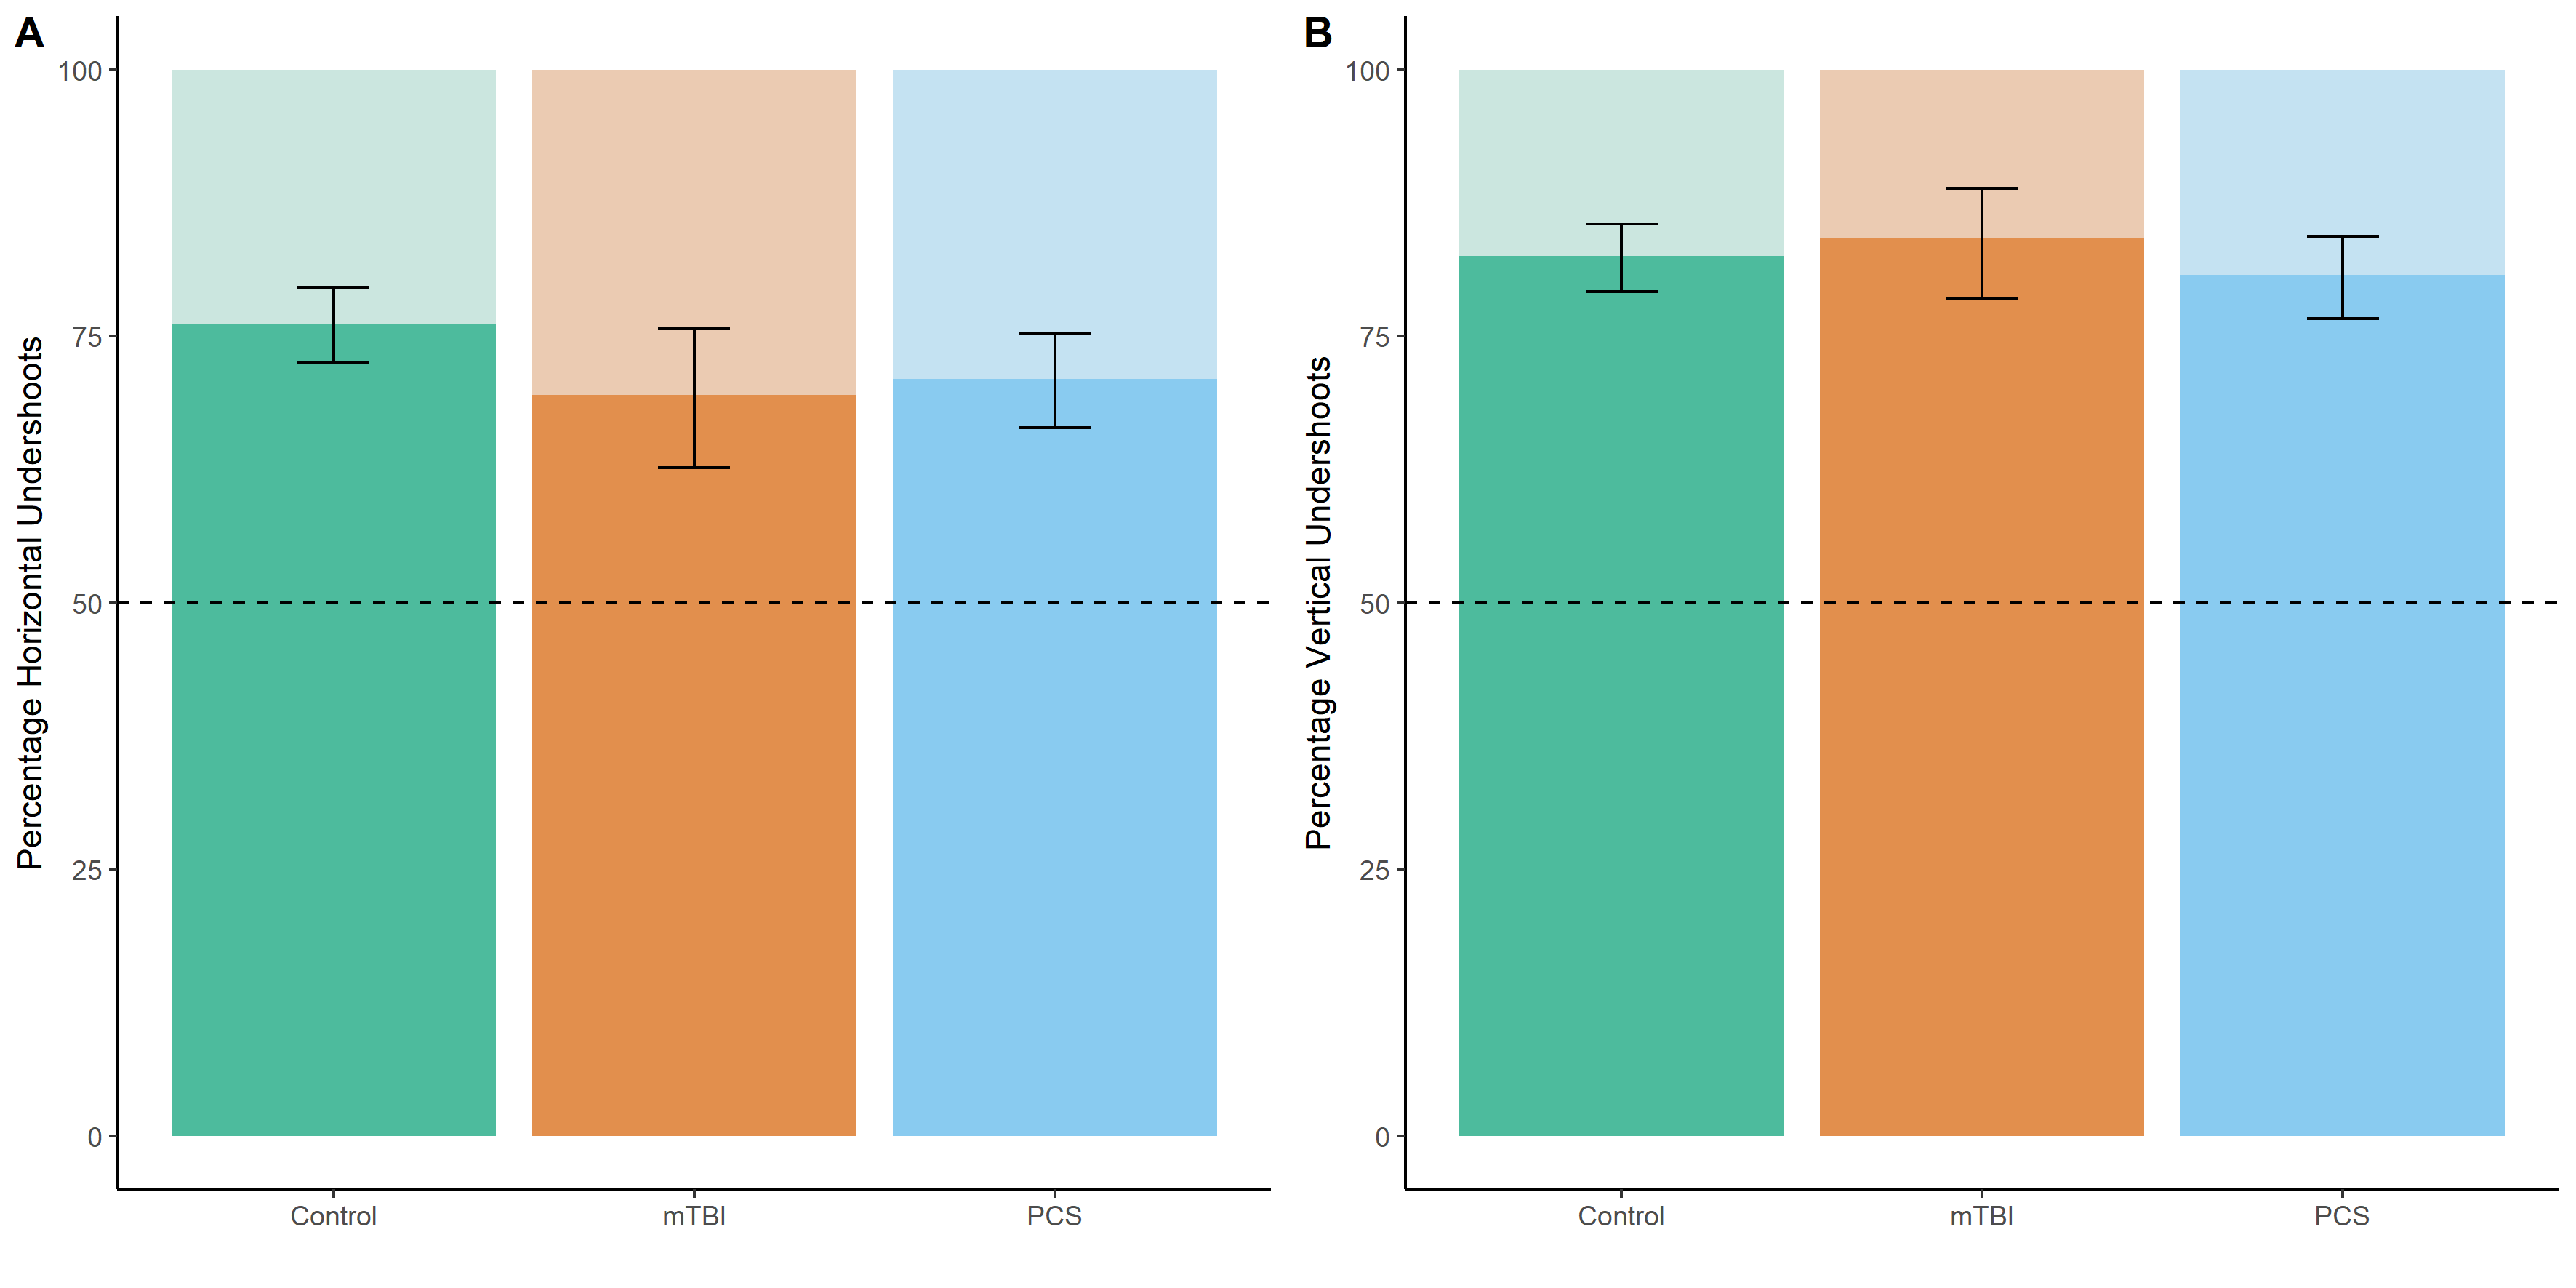 A
Percentage Horizontal Undershoots
100
75
50
25
0
Control mTBI PCS
B
Percentage Vertical Undershoots
100
75
50
25
0
Control mTBI PCS